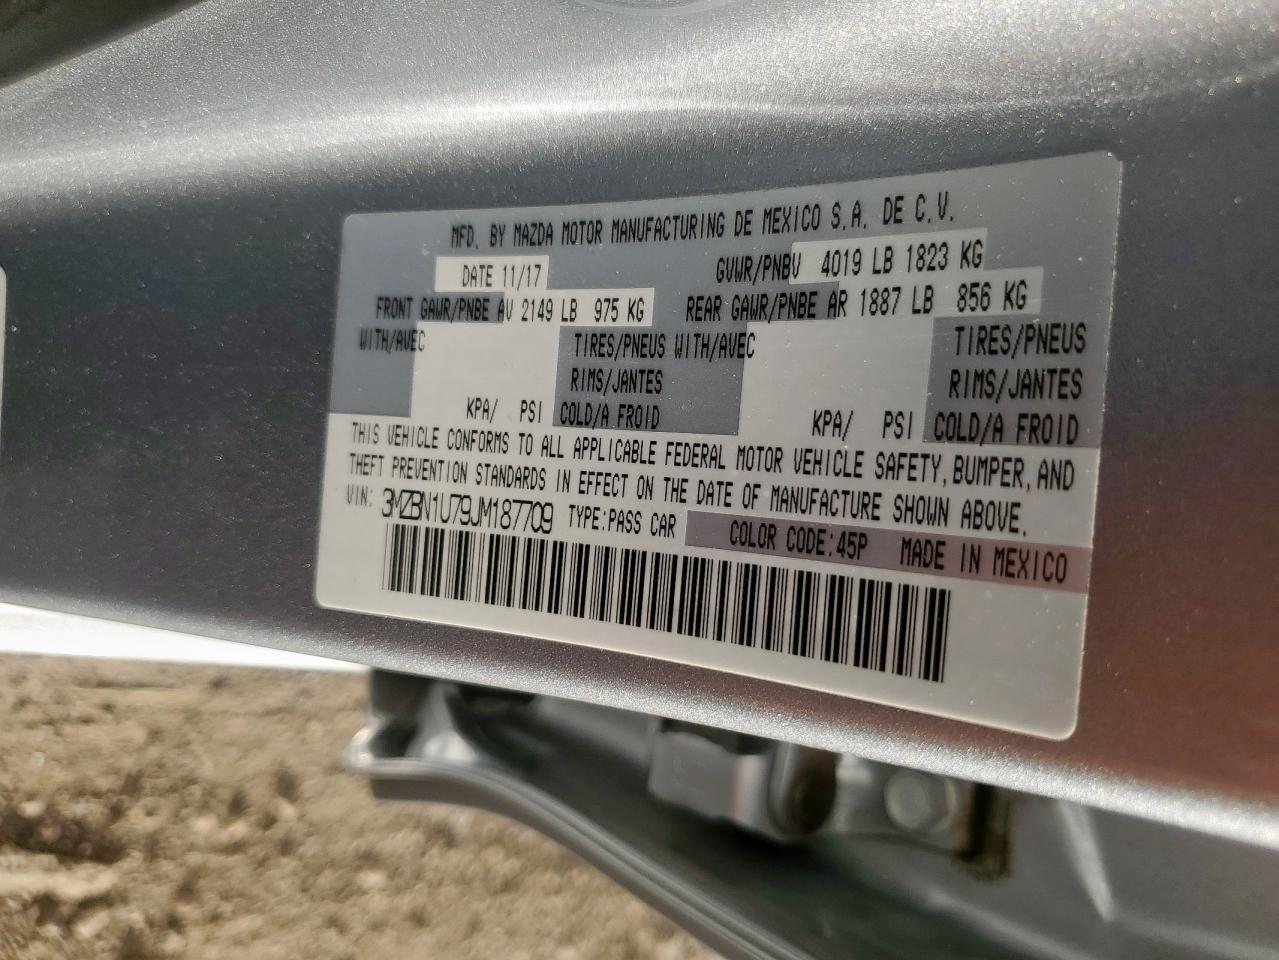 MFD. BY MAZDA MOTOR MANUFACTURING DE MEXICO S.A. DE C.V.
DATE 11/17 GVWR/PNBV 4019 LB 1823 KG
FRONT GAWR/PNBE AV 2149 LB 975 KG REAR GAWR/PNBE AR 1887 LB 856 KG
WITH/AVEC TIRES/PNEUS WITH/AVEC TIRES/PNEUS
RIMS/JANTES RIMS/JANTES
KPA/ PSI COLD/A FROID KPA/ PSI COLD/A FROID
THIS VEHICLE CONFORMS TO ALL APPLICABLE FEDERAL MOTOR VEHICLE SAFETY, BUMPER, AND
THEFT PREVENTION STANDARDS IN EFFECT ON THE DATE OF MANUFACTURE SHOWN ABOVE.
VIN: 3MZBN1U79JM187709 TYPE:PASS CAR COLOR CODE:45P MADE IN MEXICO